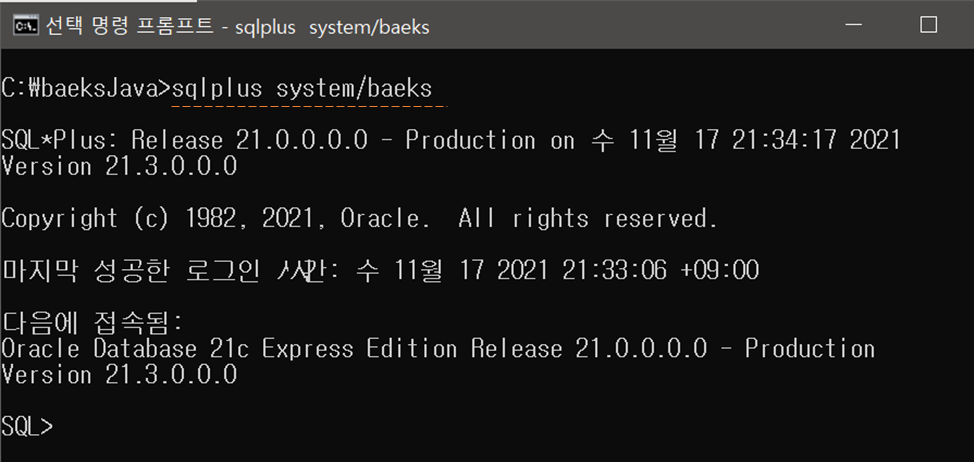 선택 명령 프롬프트 - sqlplus system/baeks
C:\baeksJava>sqlplus system/baeks
SQL*Plus: Release 21.0.0.0.0 - Production on 수 11월 17 21:34:17 2021
Version 21.3.0.0.0
Copyright (c) 1982, 2021, Oracle.  All rights reserved.
마지막 성공한 로그인 시간: 수 11월 17 2021 21:33:06 +09:00
다음에 접속됨:
Oracle Database 21c Express Edition Release 21.0.0.0.0 - Production
Version 21.3.0.0.0
SQL>